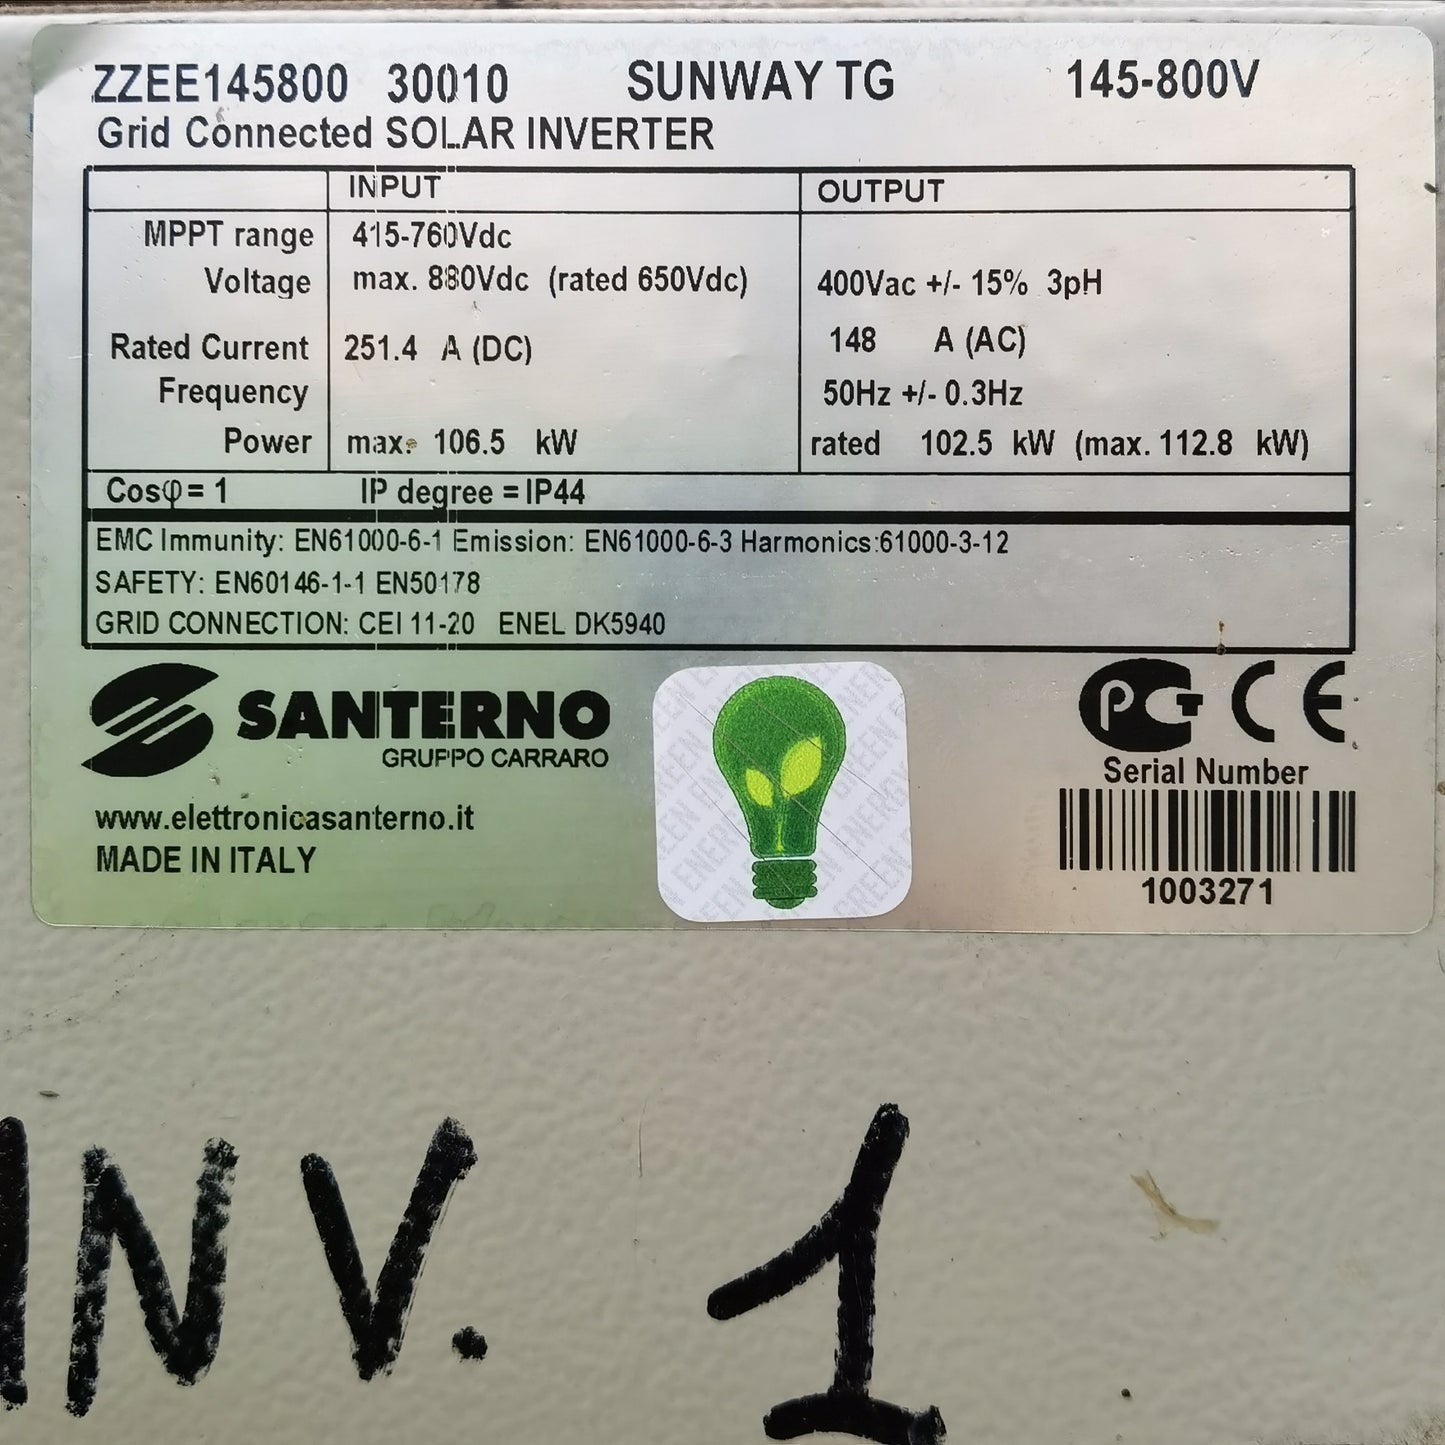 ZZEE145800 30010 SUNWAY TG 145-800V
Grid Connected SOLAR INVERTER
INPUT OUTPUT
MPPT range 415-760Vdc
Voltage max. 880Vdc (rated 650Vdc) 400Vac +/- 15% 3pH
Rated Current 251.4 A (DC) 148 A (AC)
Frequency 50Hz +/- 0.3Hz
Power max. 106.5 kW rated 102.5 kW (max. 112.8 kW)
Cosφ= 1 IP degree = IP44
EMC Immunity: EN61000-6-1 Emission: EN61000-6-3 Harmonics:61000-3-12
SAFETY: EN60146-1-1 EN50178
GRID CONNECTION: CEI 11-20 ENEL DK5940
SANTERNO
GRUPPO CARRARO
www.elettronicasanterno.it
MADE IN ITALY
GREEN ENERGY
PCT CE
Serial Number
1003271
INV. 1